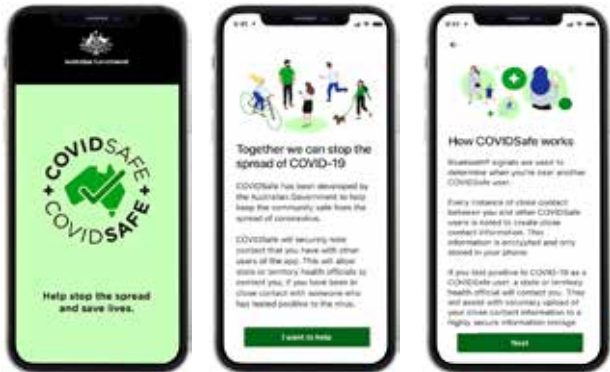 Australian Government
COVIDSAFE
COVIDSAFE
Help stop the spread
and save lives.
Together we can stop the
spread of COVID-19
COVIDSafe has been developed by
the Australian Government to help
keep the community safe from the
spread of coronavirus.
COVIDSafe will securely note
contact that you have with other
users of the app. This will allow
state or territory health officials to
contact you, if you have been in
close contact with someone who
has tested positive to the virus.
I want to help
How COVIDSafe works
Bluetooth® signals are used to
determine when you're near another
COVIDSafe user.
Every instance of close contact
between you and other COVIDSafe
users is noted to create close
contact information. This
information is encrypted and only
stored in your phone.
If you test positive to COVID-19 as a
COVIDSafe user, a state or territory
health official will contact you. They
will assist with voluntary upload of
your close contact information to a
highly secure information storage
Next